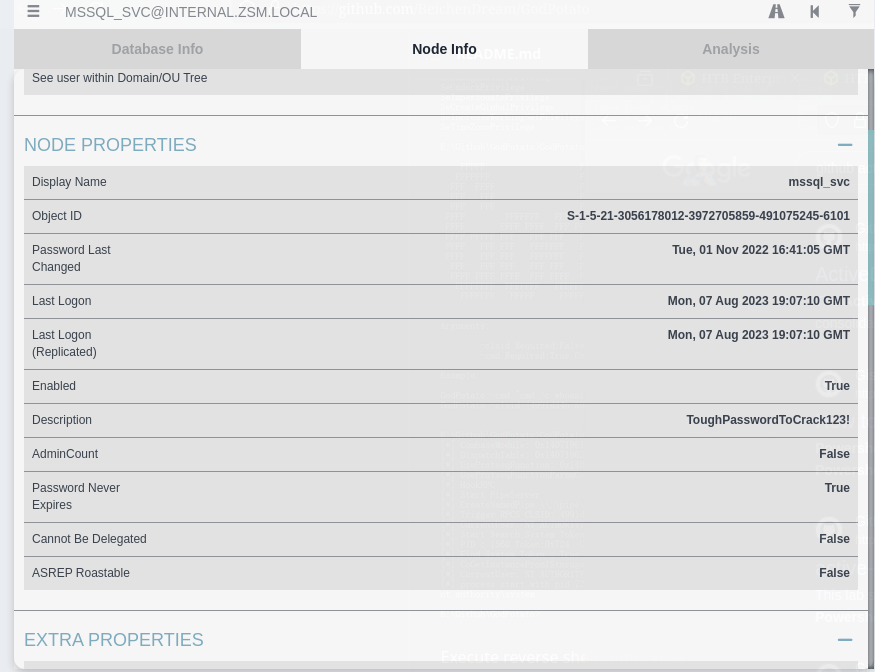 MSSQL_SVC@INTERNAL.ZSM.LOCAL
Database Info
Node Info
Analysis
See user within Domain/OU Tree
NODE PROPERTIES
Display Name mssql_svc
Object ID S-1-5-21-3056178012-3972705859-491075245-6101
Password Last Changed Tue, 01 Nov 2022 16:41:05 GMT
Last Logon Mon, 07 Aug 2023 19:07:10 GMT
Last Logon (Replicated) Mon, 07 Aug 2023 19:07:10 GMT
Enabled True
Description ToughPasswordToCrack123!
AdminCount False
Password Never Expires True
Cannot Be Delegated False
ASREP Roastable False
EXTRA PROPERTIES